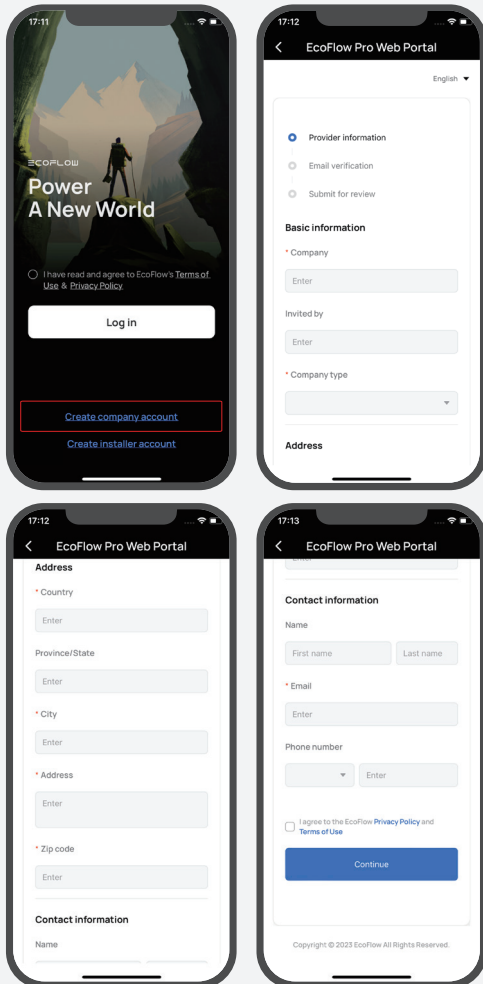 17:11
ECOFLOW
Power
A New World
I have read and agree to EcoFlow's Terms of
Use & Privacy Policy
Log in
Create company account
Create installer account
17:12
EcoFlow Pro Web Portal
English
Provider information
Email verification
Submit for review
Basic information
* Company
Enter
Invited by
Enter
* Company type
Address
17:12
EcoFlow Pro Web Portal
Address
* Country
Enter
Province/State
Enter
* City
Enter
* Address
Enter
* Zip code
Enter
Contact information
Name
17:13
EcoFlow Pro Web Portal
Contact information
Name
First name Last name
* Email
Enter
Phone number
Enter
I agree to the EcoFlow Privacy Policy and
Terms of Use
Continue
Copyright © 2023 EcoFlow All Rights Reserved.